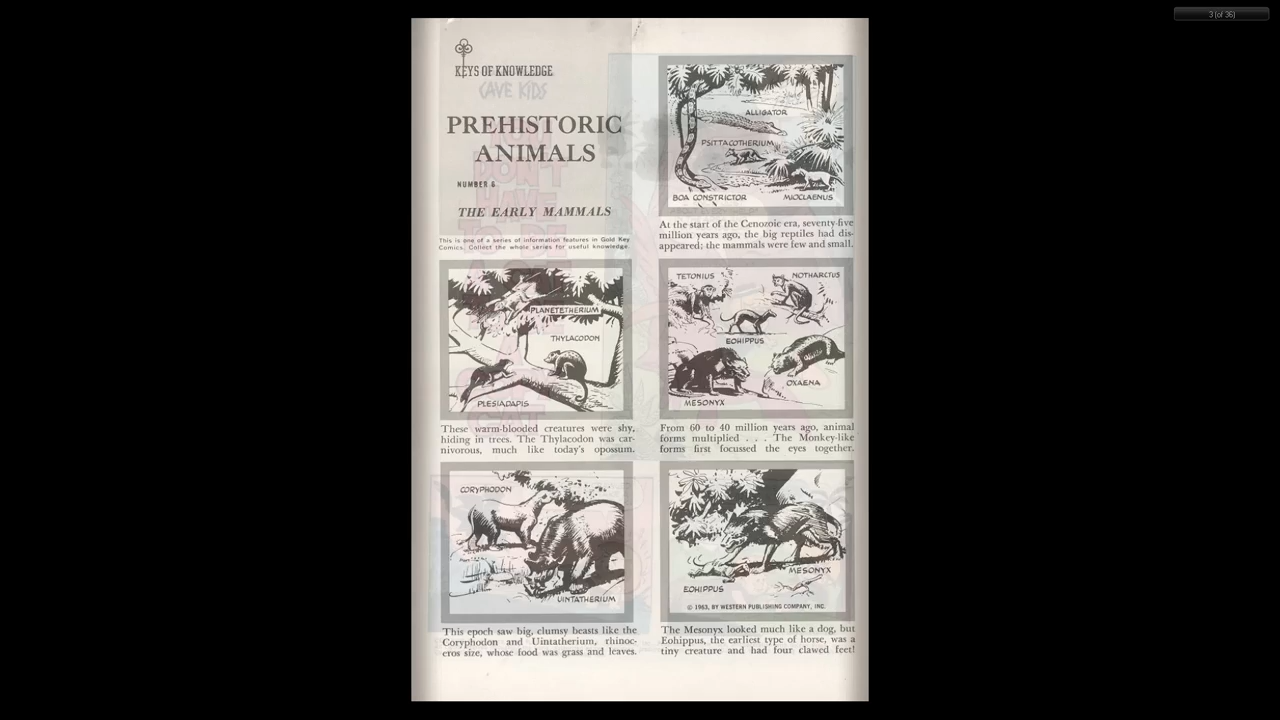 3 (of 36)
KEYS OF KNOWLEDGE
CAVE KIDS
PREHISTORIC
ANIMALS
NUMBER 6
THE EARLY MAMMALS
This is one of a series of information features in Gold Key
Comics. Collect the whole series for useful knowledge.
ALLIGATOR
PSITTACOTHERIUM
BOA CONSTRICTOR
MIOCLAENUS
At the start of the Cenozoic era, seventy-five
million years ago, the big reptiles had dis-
appeared; the mammals were few and small.
PLANETETHERIUM
THYLACODON
PLESIADAPIS
These warm-blooded creatures were shy,
hiding in trees. The Thylacodon was car-
nivorous, much like today's opossum.
TETONIUS
NOTHARCTUS
EOHIPPUS
OXAENA
MESONYX
From 60 to 40 million years ago, animal
forms multiplied . . . The Monkey-like
forms first focussed the eyes together.
CORYPHODON
UINTATHERIUM
This epoch saw big, clumsy beasts like the
Coryphodon and Uintatherium, rhinoc-
eros size, whose food was grass and leaves.
MESONYX
EOHIPPUS
© 1963, BY WESTERN PUBLISHING COMPANY, INC.
The Mesonyx looked much like a dog, but
Eohippus, the earliest type of horse, was a
tiny creature and had four clawed feet!